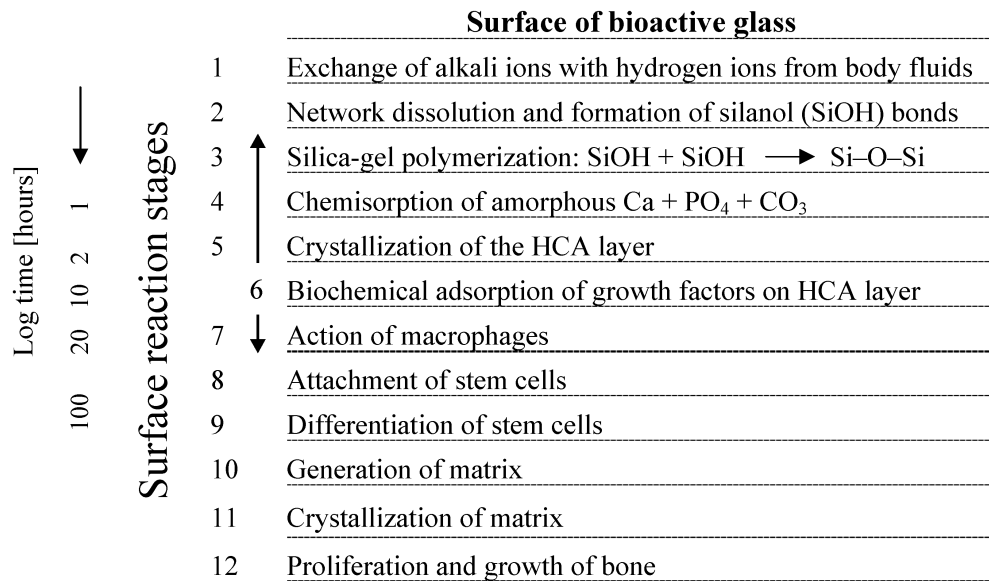 Surface of bioactive glass
1 Exchange of alkali ions with hydrogen ions from body fluids
2 Network dissolution and formation of silanol (SiOH) bonds
3 Silica-gel polymerization: SiOH + SiOH → Si–O–Si
4 Chemisorption of amorphous Ca + PO₄ + CO₃
5 Crystallization of the HCA layer
6 Biochemical adsorption of growth factors on HCA layer
7 Action of macrophages
8 Attachment of stem cells
9 Differentiation of stem cells
10 Generation of matrix
11 Crystallization of matrix
12 Proliferation and growth of bone
Log time [hours]
1
2
10
20
100
Surface reaction stages